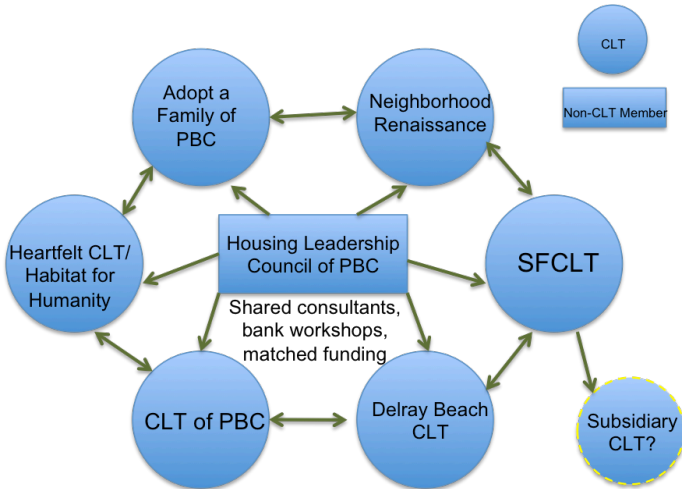 CLT
Non-CLT Member
Adopt a
Family of
PBC
Neighborhood
Renaissance
Heartfelt CLT/
Habitat for
Humanity
Housing Leadership
Council of PBC
SFCLT
Shared consultants,
bank workshops,
matched funding
CLT of PBC
Delray Beach
CLT
Subsidiary
CLT?